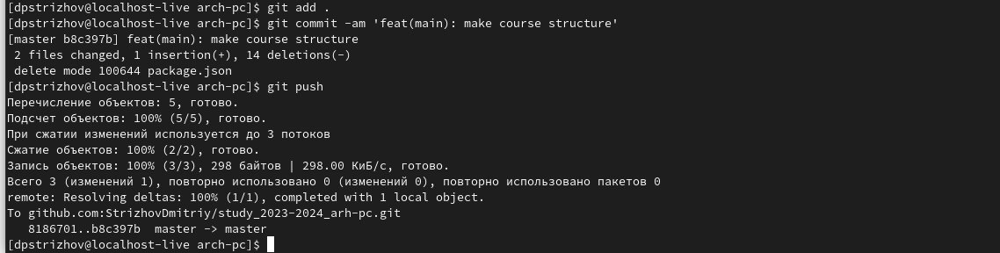 [dpstrizhov@localhost-live arch-pc]$ git add .
[dpstrizhov@localhost-live arch-pc]$ git commit -am 'feat(main): make course structure'
[master b8c397b] feat(main): make course structure
 2 files changed, 1 insertion(+), 14 deletions(-)
 delete mode 100644 package.json
[dpstrizhov@localhost-live arch-pc]$ git push
Перечисление объектов: 5, готово.
Подсчет объектов: 100% (5/5), готово.
При сжатии изменений используется до 3 потоков
Сжатие объектов: 100% (2/2), готово.
Запись объектов: 100% (3/3), 298 байтов | 298.00 КиБ/с, готово.
Всего 3 (изменений 1), повторно использовано 0 (изменений 0), повторно использовано пакетов 0
remote: Resolving deltas: 100% (1/1), completed with 1 local object.
To github.com:StrizhovDmitriy/study_2023-2024_arh-pc.git
   8186701..b8c397b  master -> master
[dpstrizhov@localhost-live arch-pc]$